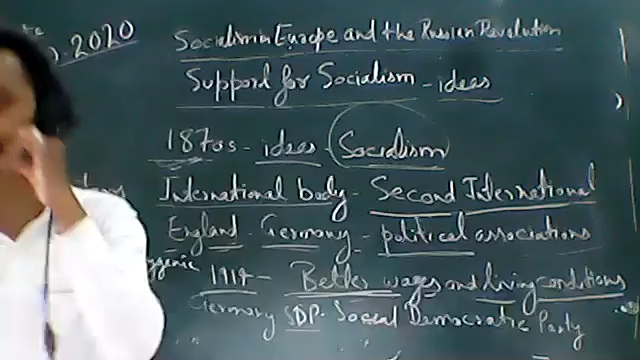 .2020
Socialism in Europe and the Russian Revolution
Support for Socialism - ideas
1870s - ideas - Socialism
International body - Second International
England - Germany - political associations
1914 - Better wages and living conditions
Germany SDP. Social Democratic Party